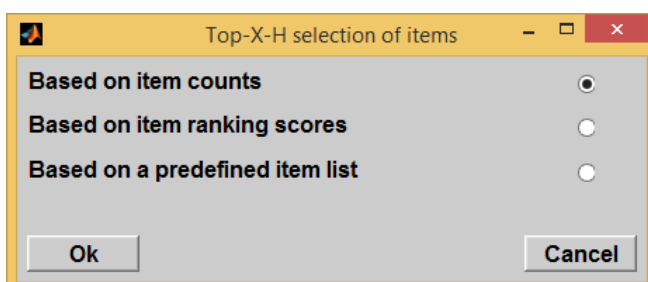 Top-X-H selection of items
Based on item counts
Based on item ranking scores
Based on a predefined item list
Ok Cancel